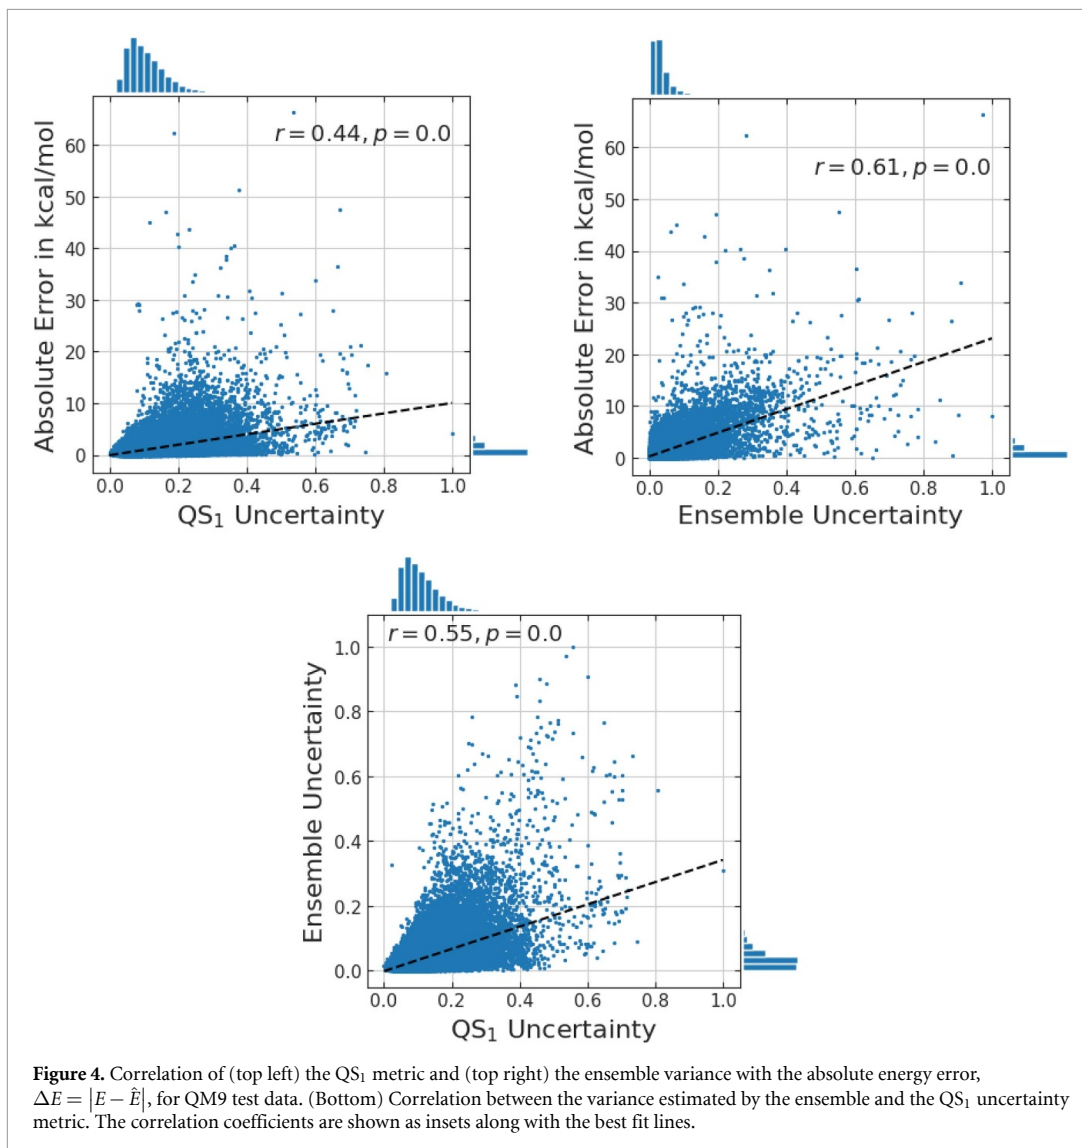 r = 0.44, p = 0.0
Absolute Error in kcal/mol
60
50
40
30
20
10
0
0.0 0.2 0.4 0.6 0.8 1.0
QS₁ Uncertainty
r = 0.61, p = 0.0
Absolute Error in kcal/mol
60
50
40
30
20
10
0
0.0 0.2 0.4 0.6 0.8 1.0
Ensemble Uncertainty
r = 0.55, p = 0.0
Ensemble Uncertainty
1.0
0.8
0.6
0.4
0.2
0.0
0.0 0.2 0.4 0.6 0.8 1.0
QS₁ Uncertainty
Figure 4. Correlation of (top left) the QS₁ metric and (top right) the ensemble variance with the absolute energy error,
ΔE = |E − Ê|, for QM9 test data. (Bottom) Correlation between the variance estimated by the ensemble and the QS₁ uncertainty
metric. The correlation coefficients are shown as insets along with the best fit lines.